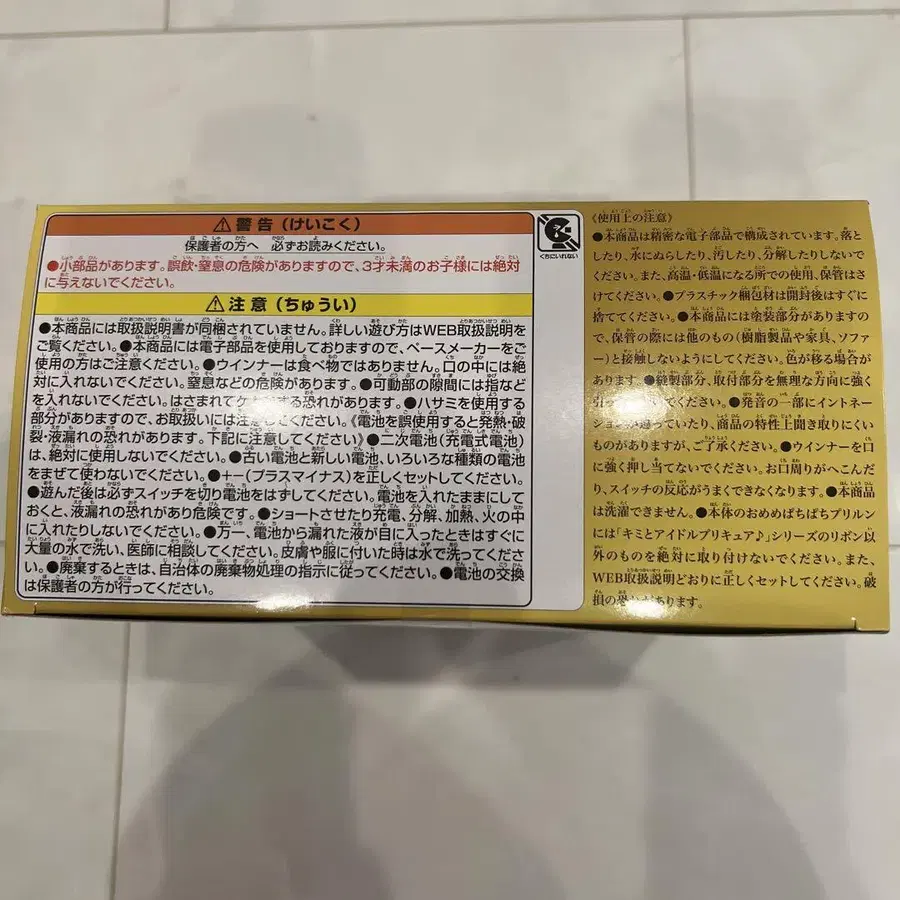 ⚠警告(けいこく)
保護者の方へ 必ずお読みください。
●小部品があります。誤飲・窒息の危険がありますので、3才未満のお子様には絶対
に与えないでください。
⚠注意(ちゅうい)
●本商品には取扱説明書が同梱されていません。詳しい遊び方はWEB取扱説明を
ご覧ください。●本商品には電子部品を使用しておりますので、ペースメーカーをご
使用の方はご注意ください。●ウインナーは食べ物ではありません。口の中には絶
対に入れないでください。窒息などの危険があります。●可動部の隙間には指など
を入れないでください。はさまれてケガをする恐れがあります。●ハサミを使用する
部分がありますので、お取扱いには注意してください。《電池を誤使用すると発熱・破
裂・液漏れの恐れがあります。下記に注意してください》●二次電池(充電式電池)
は、絶対に使用しないでください。●古い電池と新しい電池、いろいろな種類の電池
をまぜて使わないでください。●+-(プラスマイナス)を正しくセットしてください。
●遊んだ後は必ずスイッチを切り電池をはずしてください。電池を入れたままにして
おくと、液漏れの恐れがあり危険です。●ショートさせたり充電、分解、加熱、火の中
に入れたりしないでください。●万一、電池から漏れた液が目に入ったときはすぐに
大量の水で洗い、医師に相談してください。皮膚や服に付いた時は水で洗ってくださ
い。●廃棄するときは、自治体の廃棄物処理の指示に従ってください。●電池の交換
は保護者の方が行ってください。
くちにいれない
《使用上の注意》
●本商品は精密な電子部品で構成されています。落と
したり、水にぬらしたり、汚したり、分解したりしないで
ください。また、高温・低温になる所での使用、保管はさ
けてください。●プラスチック梱包材は開封後はすぐに
捨ててください。●本商品には塗装部分がありますの
で、保管の際には他のもの(樹脂製品や家具、ソファ
ー)と接触しないようにしてください。色が移る場合が
あります。●縫製部分、取付部分を無理な方向に強く
引っ てください。●発音の一部にイントネー
ションが違っていたり、商品の特性上聞き取りにくい
ものがありますが、ご了承ください。●ウインナーを口
に強く押し当てないでください。お口周りがへこんだ
り、スイッチの反応がうまくできなくなります。●本商品
は洗濯できません。●本体のおめめぱちぱちプリルン
には「キミとアイドルプリキュア♪」シリーズのリボン以
外のものを絶対に取り付けないでください。また、
WEB取扱説明どおりに正しくセットしてください。破
損の恐れがあります。